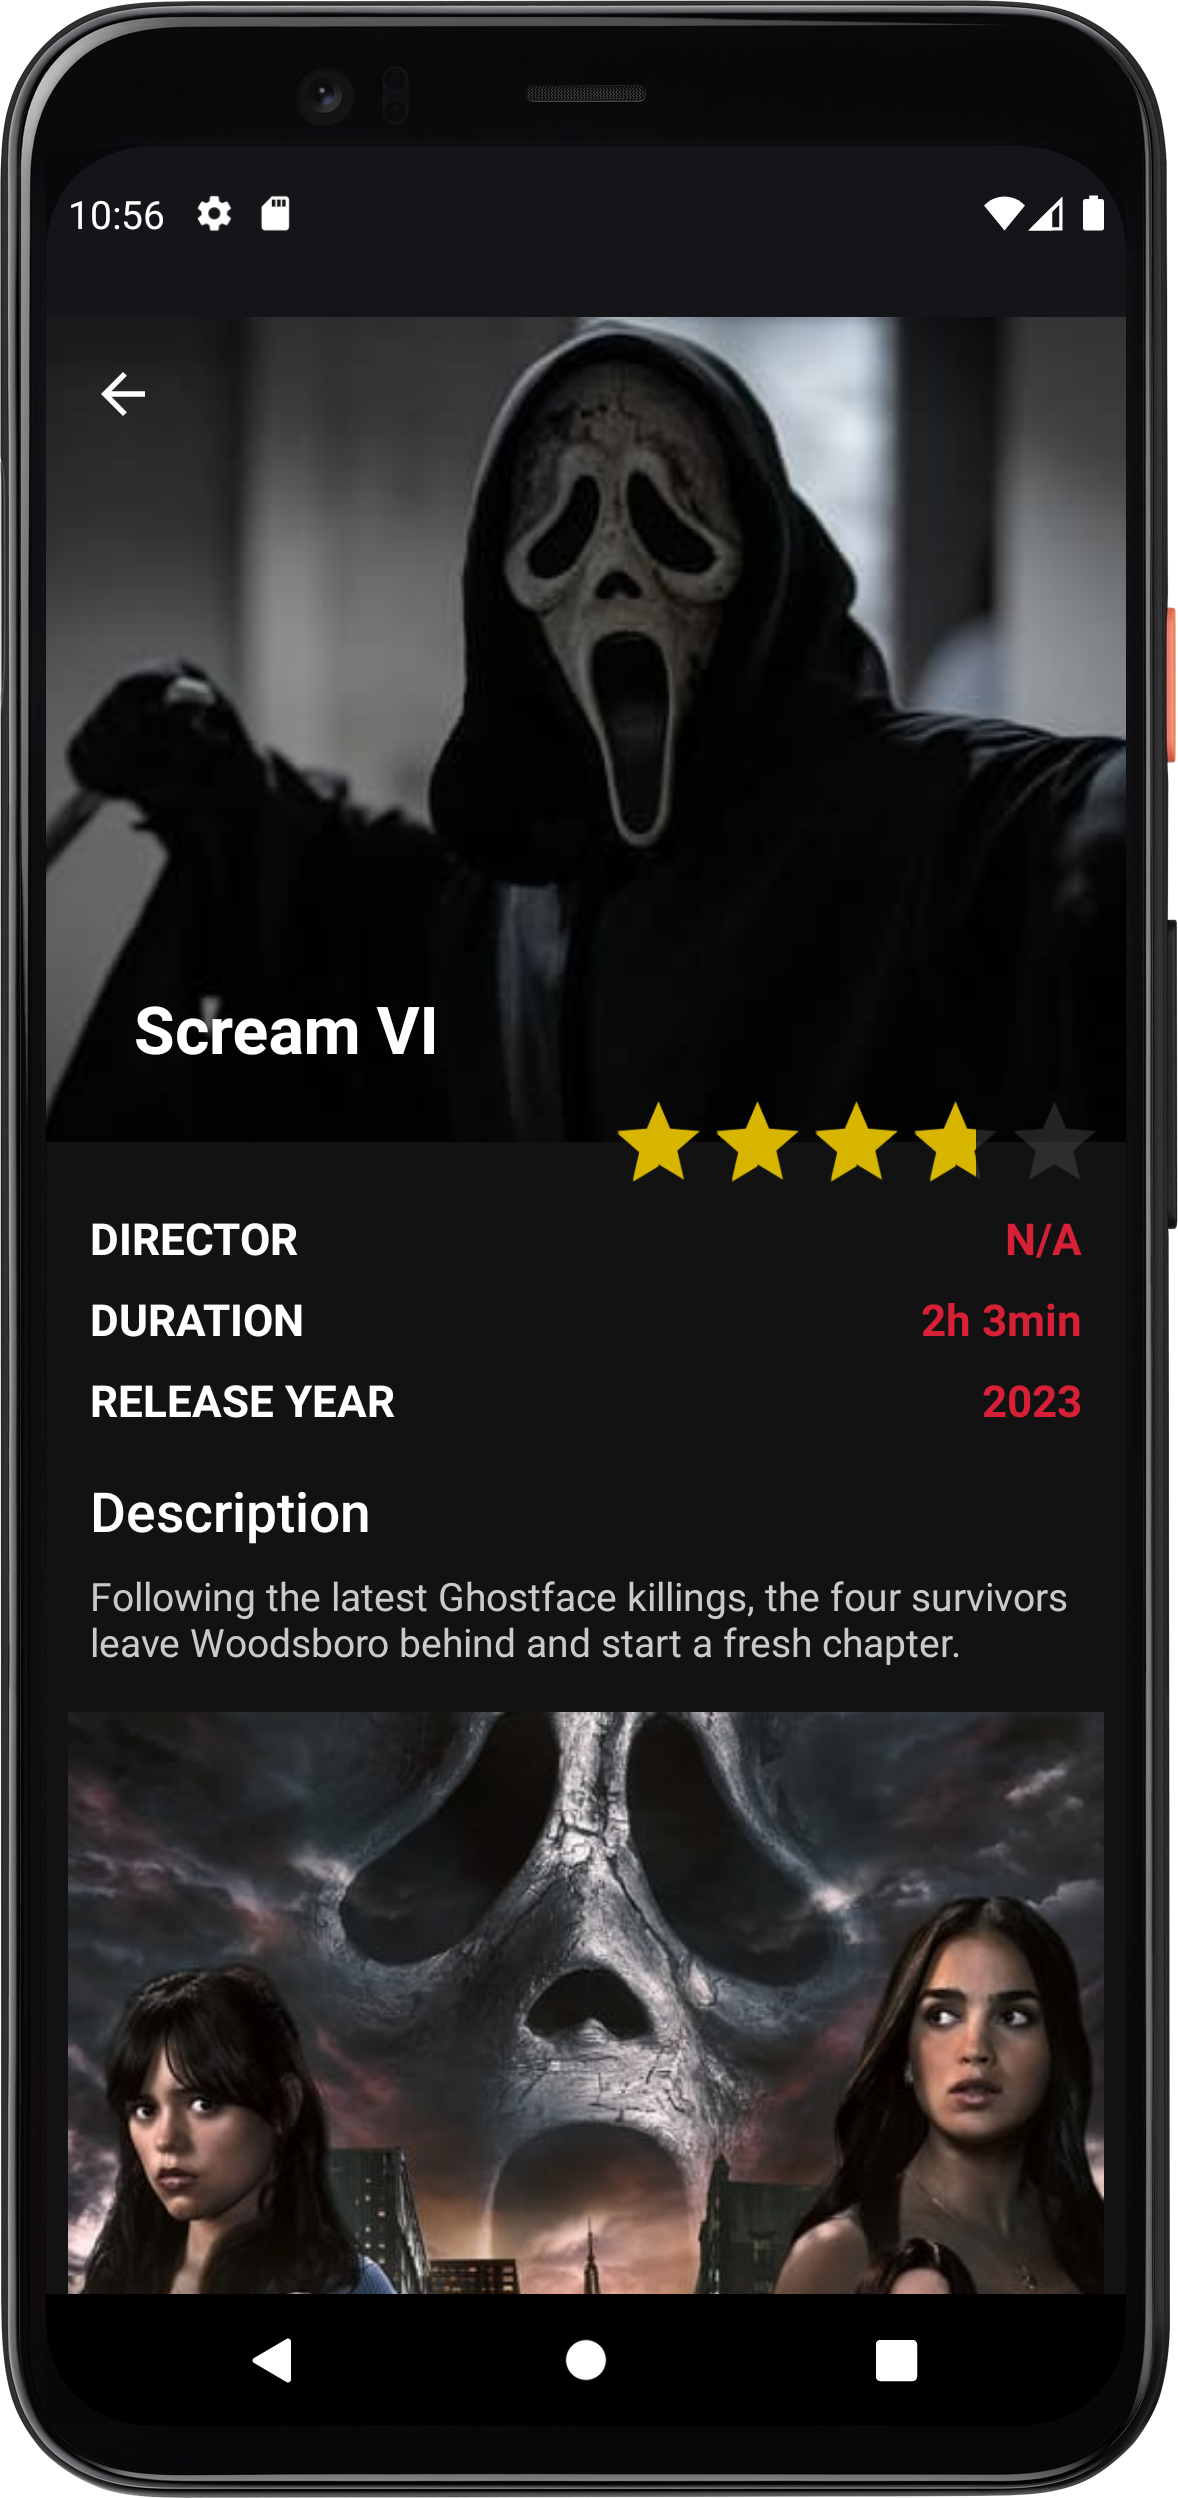 10:56
Scream VI
DIRECTOR N/A
DURATION 2h 3min
RELEASE YEAR 2023
Description
Following the latest Ghostface killings, the four survivors
leave Woodsboro behind and start a fresh chapter.